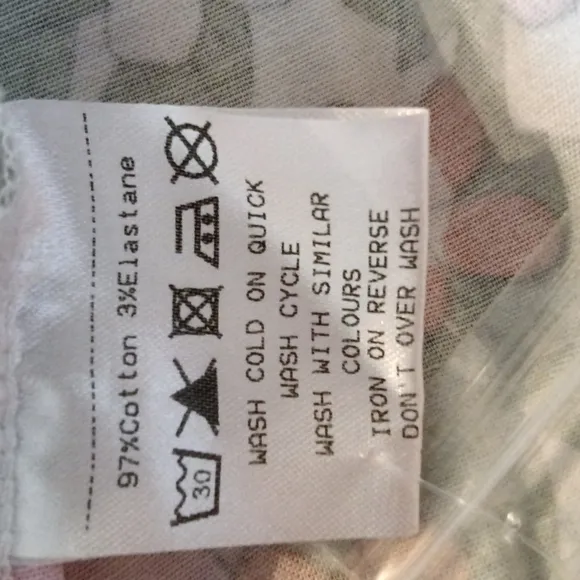 97%Cotton 3%Elastane
30
WASH COLD ON QUICK
WASH CYCLE
WASH WITH SIMILAR
COLOURS
IRON ON REVERSE
DON'T OVER WASH